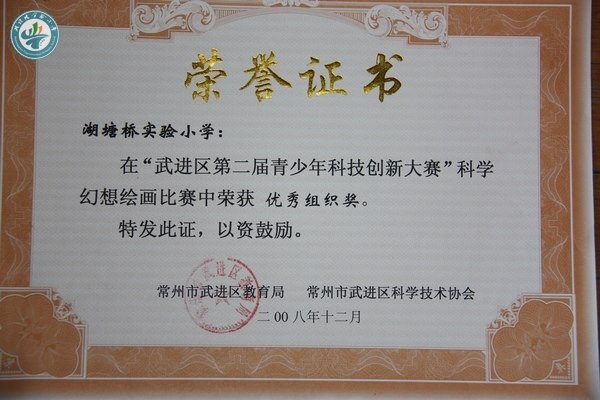 荣誉证书
湖塘桥实验小学：
在“武进区第二届青少年科技创新大赛”科学
幻想绘画比赛中荣获 优秀组织奖。
特发此证，以资鼓励。
常州市武进区教育局 常州市武进区科学技术协会
二00八年十二月